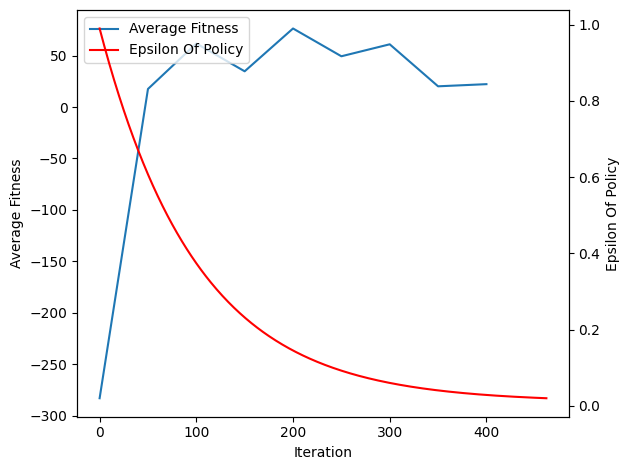 Average Fitness
Epsilon Of Policy
50
0
−50
−100
−150
−200
−250
−300
Average Fitness
1.0
0.8
0.6
0.4
0.2
0.0
Epsilon Of Policy
0 100 200 300 400
Iteration